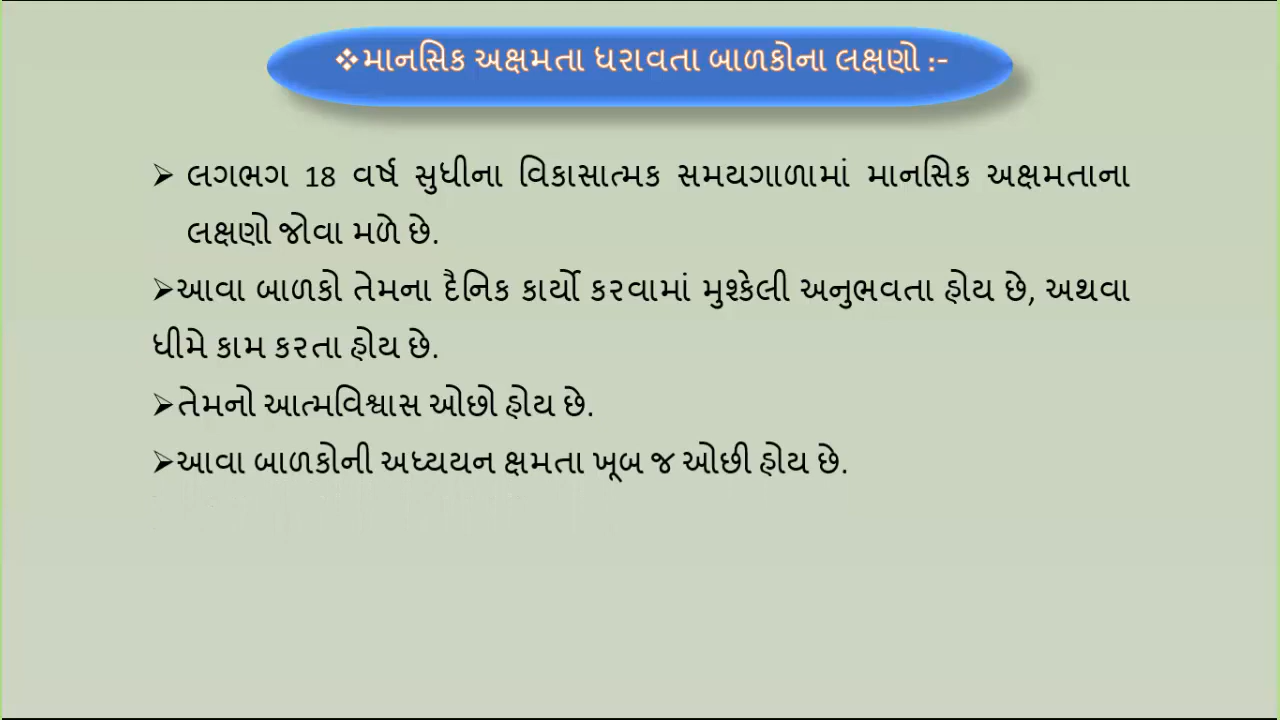 ❖માનસિક અક્ષમતા ધરાવતા બાળકોના લક્ષણો :-
➢ લગભગ 18 વર્ષ સુધીના વિકાસાત્મક સમયગાળામાં માનસિક અક્ષમતાના
લક્ષણો જોવા મળે છે.
➢આવા બાળકો તેમના દૈનિક કાર્યો કરવામાં મુશ્કેલી અનુભવતા હોય છે, અથવા
ધીમે કામ કરતા હોય છે.
➢તેમનો આત્મવિશ્વાસ ઓછો હોય છે.
➢આવા બાળકોની અધ્યયન ક્ષમતા ખૂબ જ ઓછી હોય છે.